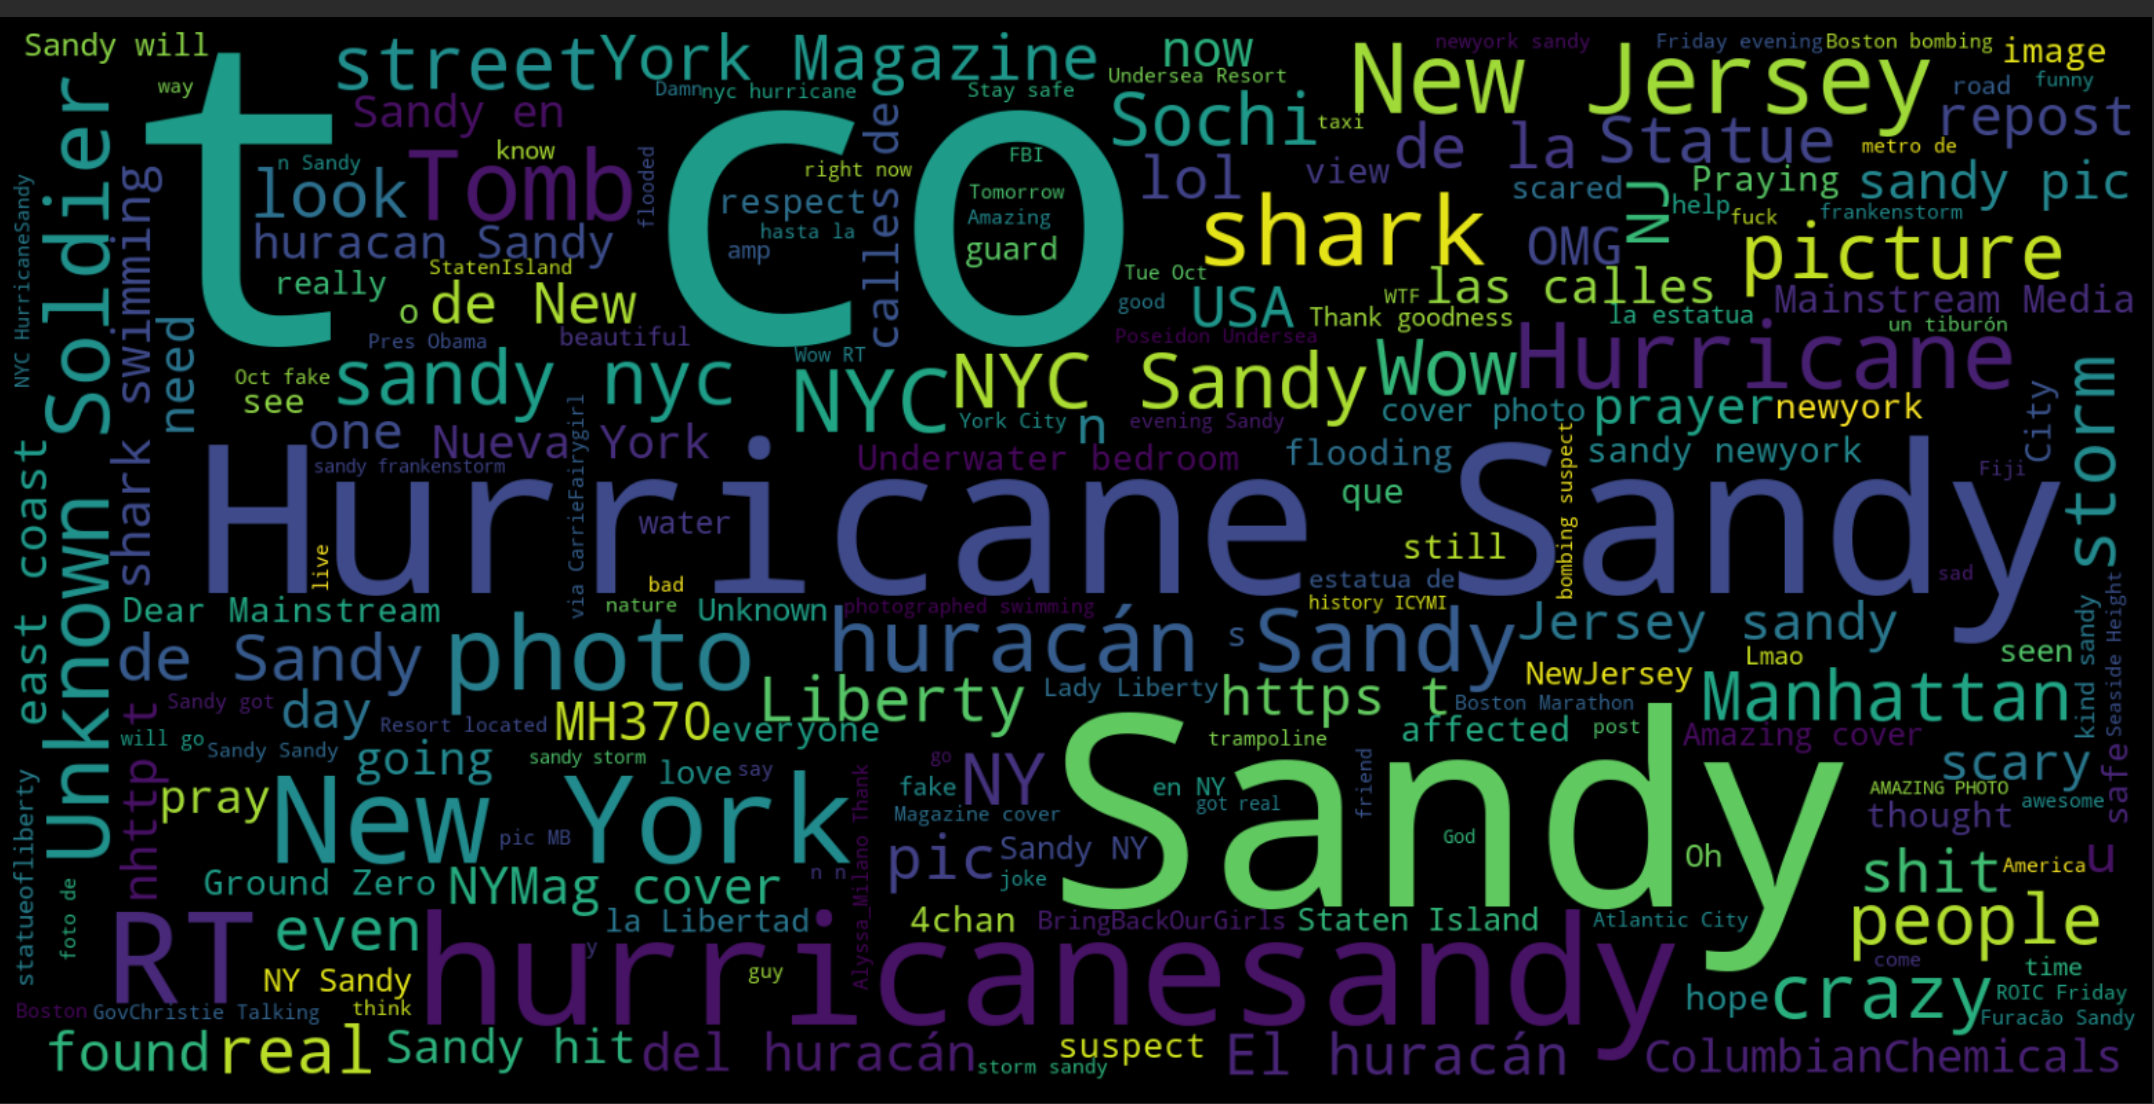 Sandy will
street
York Magazine
now
New Jersey
newyork sandy
Friday evening
Boston bombing
image
way
t co
Damn
nyc hurricane
Stay safe
Undersea Resort
road
funny
Sandy en
de
Sochi
taxi
repost
Soldier
n Sandy
know
flooded
right now
FBI
lol
view
de la
Statue
metro de
look
Tomb
respect
Tomorrow
Amazing
scared
NJ
Praying
sandy pic
help
fuck
frankenstorm
NYC HurricaneSandy
shark swimming
huracan Sandy
hasta la
amp
guard
calles
shark
OMG
picture
really
StatenIsland
Tue Oct
WTF
las calles
Mainstream Media
need
o
de New
good
USA
Thank goodness
la estatua
un tiburón
Pres Obama
beautiful
Wow RT
Poseidon Undersea
Hurricane
Oct fake
see
sandy nyc
NYC
NYC Sandy
Wow
cover photo
prayer
newyork
City
storm
one
Nueva York
via CarrieFairygirl
York City
n
evening Sandy
sandy frankenstorm
Underwater bedroom
flooding
bombing suspect
sandy newyork
Fiji
east coast
Unknown
Hurricane Sandy
water
que
live
bad
still
estatua de
sad
Dear Mainstream
nature
Unknown
photographed swimming
history ICYMI
de Sandy
photo
huracán
s
Sandy
Jersey sandy
Lmao
seen
kind sandy
Seaside Height
Sandy got
day
Resort located
MH370
Liberty
Lady Liberty
https t
NewJersey
Boston Marathon
Manhattan
nhttp t
will go
Sandy Sandy
everyone
trampoline
affected
post
Amazing cover
going
sandy storm
love
say
go
fake
NY
en NY
got real
friend
Sandy
scary
safe
statueofliberty
pray
New York
pic MB
Magazine cover
AMAZING PHOTO
awesome
thought
pic
Sandy NY
joke
God
Oh
shit
America
u
foto de
Ground Zero
NYMag cover
n n
Alyssa_Milano Thank
RT
even
la Libertad
4chan
BringBackOurGirls
Staten Island
Atlantic City
people
y
NY Sandy
hurricanesandy
guy
come
time
Boston
GovChristie Talking
think
hope
crazy
ROIC Friday
Furacão Sandy
found
real
Sandy hit
del huracán
storm sandy
suspect
El huracán
ColumbianChemicals